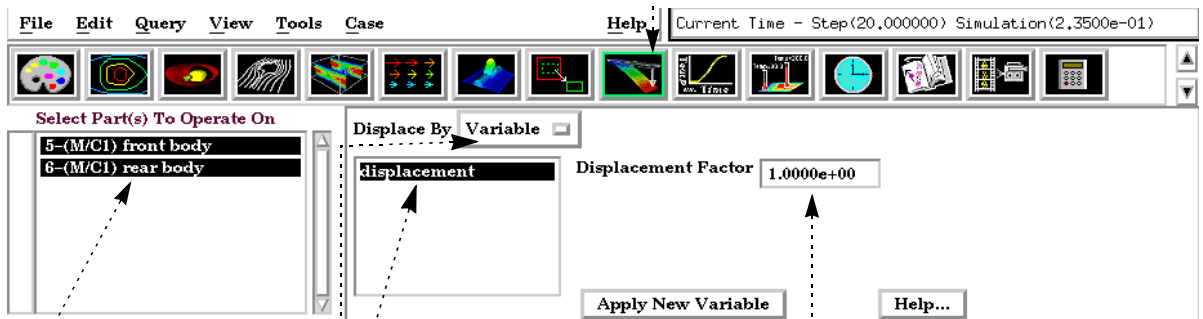 File Edit Query View Tools Case Help
Current Time - Step(20.000000) Simulation(2.3500e-01)
Select Part(s) To Operate On
5-(M/C1) front body
6-(M/C1) rear body
Displace By Variable
displacement
Displacement Factor 1.0000e+00
Apply New Variable
Help...